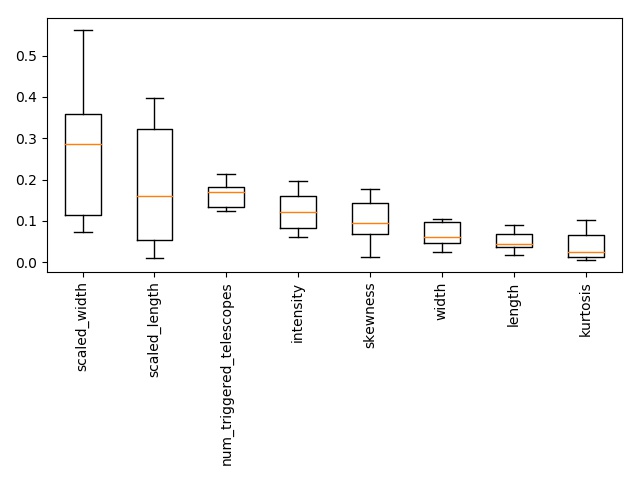 0.5
0.4
0.3
0.2
0.1
0.0
scaled_width
scaled_length
num_triggered_telescopes
intensity
skewness
width
length
kurtosis